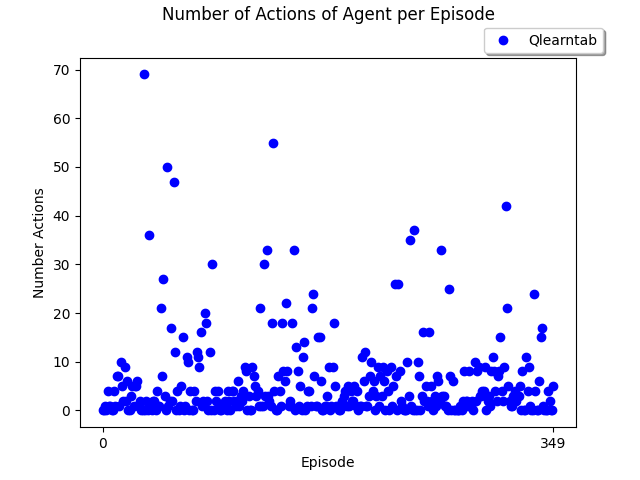 Number of Actions of Agent per Episode
Qlearntab
70
60
50
40
30
20
10
0
Number Actions
0 349
Episode